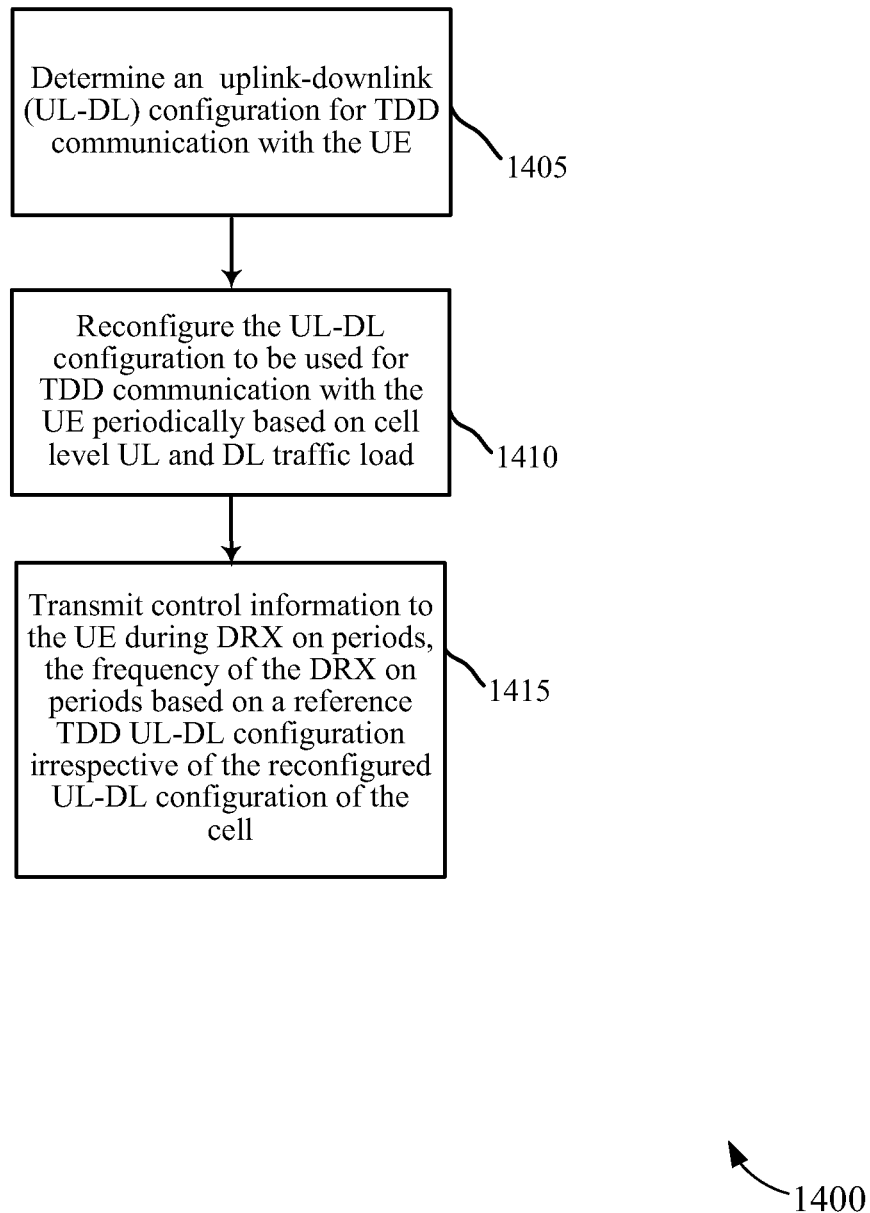 Determine an uplink-downlink
(UL-DL) configuration for TDD
communication with the UE
1405
Reconfigure the UL-DL
configuration to be used for
TDD communication with the
UE periodically based on cell
level UL and DL traffic load
1410
Transmit control information to
the UE during DRX on periods,
the frequency of the DRX on
periods based on a reference
TDD UL-DL configuration
irrespective of the reconfigured
UL-DL configuration of the
cell
1415
1400